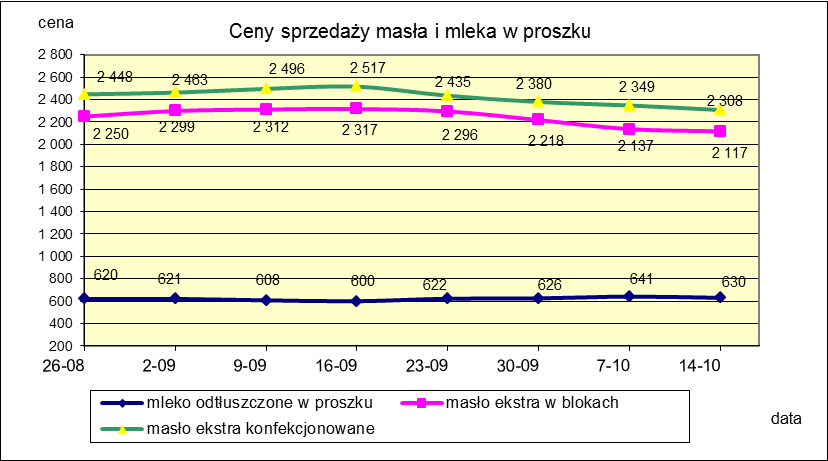 cena
Ceny sprzedaży masła i mleka w proszku
2 800
2 600
2 400
2 200
2 000
1 800
1 600
1 400
1 200
1 000
800
600
400
200
2 448 2 463 2 496 2 517 2 435 2 380 2 349 2 308
2 250 2 299 2 312 2 317 2 296 2 218 2 137 2 117
620 621 608 600 622 626 641 630
26-08 2-09 9-09 16-09 23-09 30-09 7-10 14-10
mleko odtłuszczone w proszku masło ekstra w blokach
masło ekstra konfekcjonowane
data